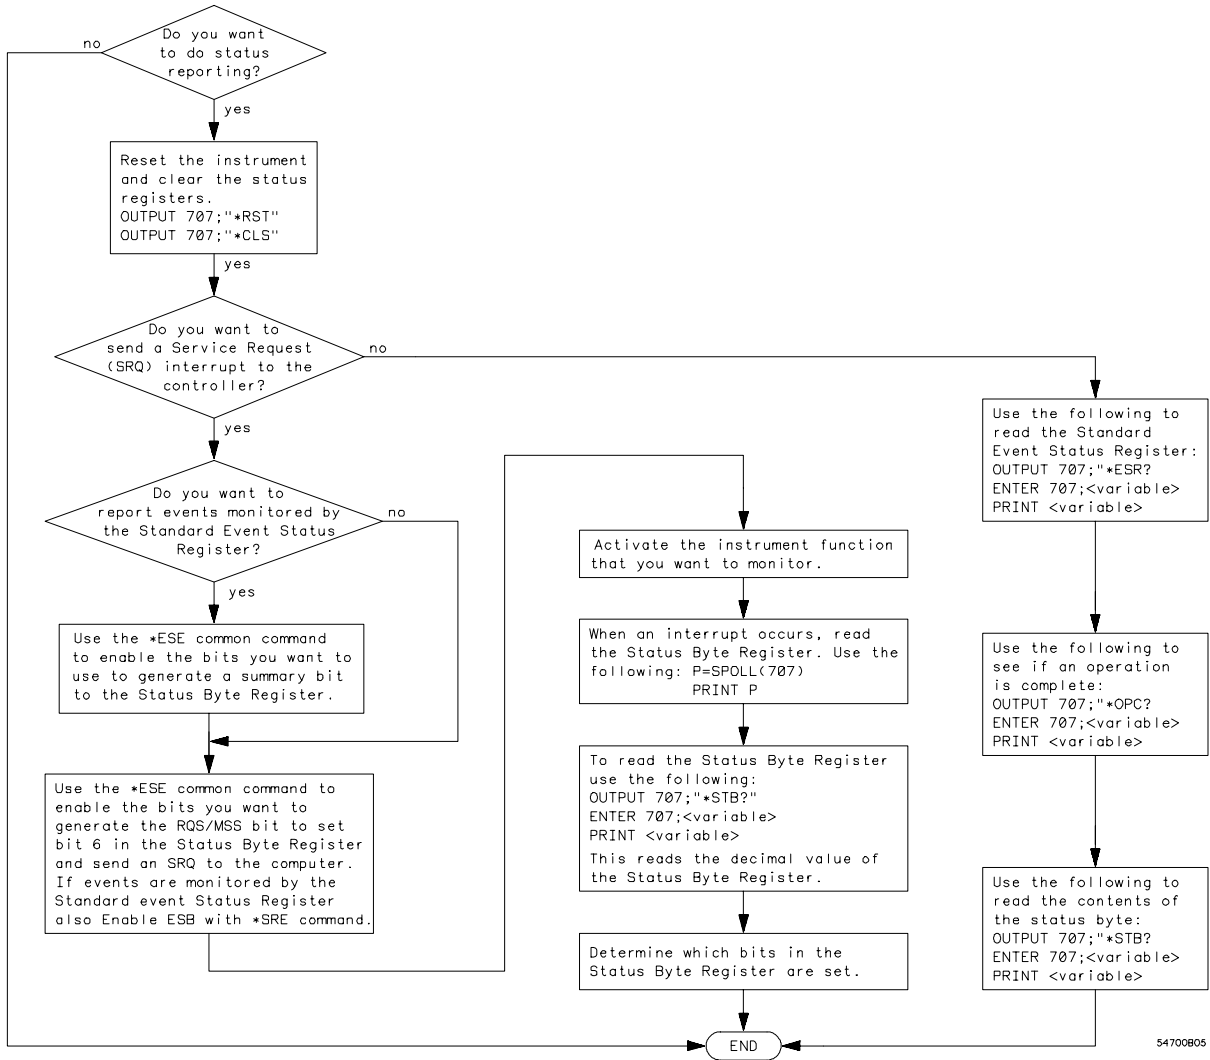 Do you want
to do status
reporting?
no
yes
Reset the instrument
and clear the status
registers.
OUTPUT 707;"*RST"
OUTPUT 707;"*CLS"
yes
Do you want to
send a Service Request
(SRQ) interrupt to the
controller?
no
yes
Do you want to
report events monitored by
the Standard Event Status
Register?
no
yes
Use the *ESE common command
to enable the bits you want to
use to generate a summary bit
to the Status Byte Register.
Use the *ESE common command to
enable the bits you want to
generate the RQS/MSS bit to set
bit 6 in the Status Byte Register
and send an SRQ to the computer.
If events are monitored by the
Standard event Status Register
also Enable ESB with *SRE command.
Activate the instrument function
that you want to monitor.
When an interrupt occurs, read
the Status Byte Register. Use the
following: P=SPOLL(707)
PRINT P
To read the Status Byte Register
use the following:
OUTPUT 707;"*STB?"
ENTER 707;<variable>
PRINT <variable>
This reads the decimal value of
the Status Byte Register.
Determine which bits in the
Status Byte Register are set.
Use the following to
read the Standard
Event Status Register:
OUTPUT 707;"*ESR?
ENTER 707;<variable>
PRINT <variable>
Use the following to
see if an operation
is complete:
OUTPUT 707;"*OPC?
ENTER 707;<variable>
PRINT <variable>
Use the following to
read the contents of
the status byte:
OUTPUT 707;"*STB?
ENTER 707;<variable>
PRINT <variable>
END
54700B05